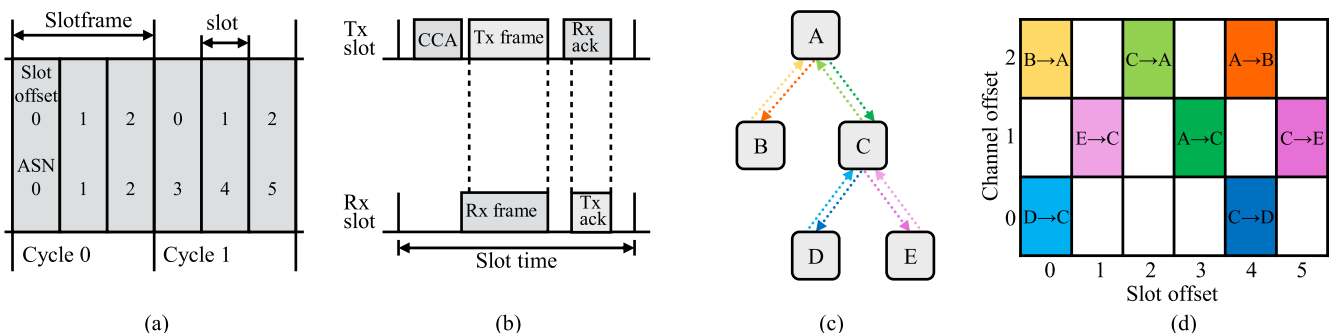 Slotframe
slot
Slot
offset
0 1 2 0 1 2
ASN
0 1 2 3 4 5
Cycle 0 Cycle 1
(a)
Tx
slot
CCA
Tx frame
Rx
ack
Rx
slot
Rx frame
Tx
ack
Slot time
(b)
A
B
C
D
E
(c)
Channel offset
2
B→A
C→A
A→B
1
E→C
A→C
C→E
0
D→C
C→D
0 1 2 3 4 5
Slot offset
(d)